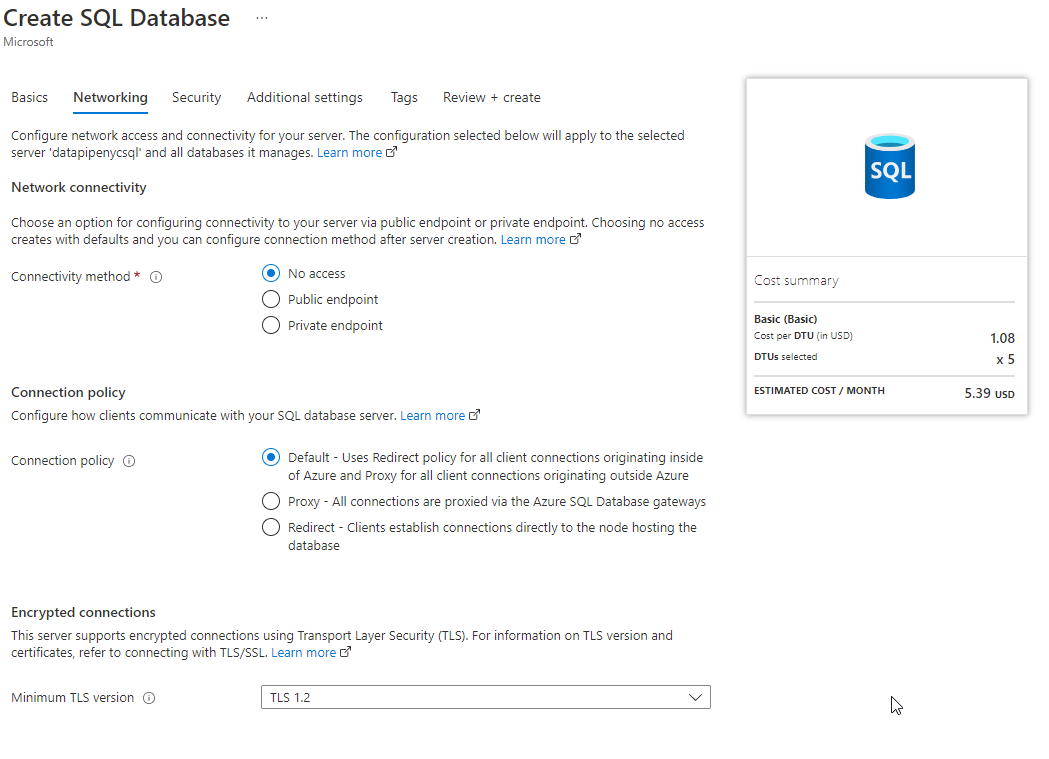 Create SQL Database ...
Microsoft
Basics Networking Security Additional settings Tags Review + create
Configure network access and connectivity for your server. The configuration selected below will apply to the selected
server 'datapipenycsql' and all databases it manages. Learn more
Network connectivity
Choose an option for configuring connectivity to your server via public endpoint or private endpoint. Choosing no access
creates with defaults and you can configure connection method after server creation. Learn more
Connectivity method *
No access
Public endpoint
Private endpoint
Connection policy
Configure how clients communicate with your SQL database server. Learn more
Connection policy
Default - Uses Redirect policy for all client connections originating inside
of Azure and Proxy for all client connections originating outside Azure
Proxy - All connections are proxied via the Azure SQL Database gateways
Redirect - Clients establish connections directly to the node hosting the
database
Encrypted connections
This server supports encrypted connections using Transport Layer Security (TLS). For information on TLS version and
certificates, refer to connecting with TLS/SSL. Learn more
Minimum TLS version
TLS 1.2
SQL
Cost summary
Basic (Basic)
Cost per DTU (in USD) 1.08
DTUs selected x 5
ESTIMATED COST / MONTH 5.39 USD